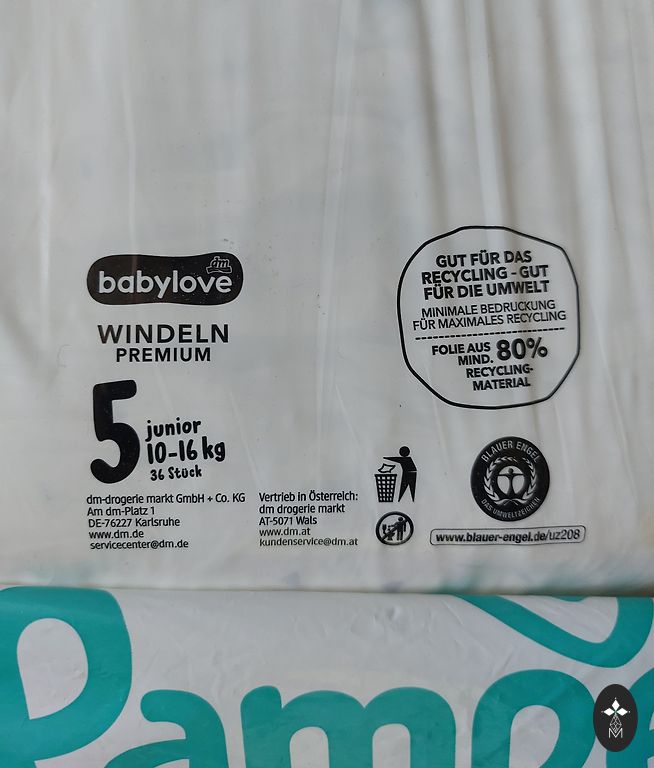 dm
babylove
WINDELN
PREMIUM
5
junior
10-16 kg
36 Stück
dm-drogerie markt GmbH + Co. KG
Am dm-Platz 1
DE-76227 Karlsruhe
www.dm.de
servicecenter@dm.de
Vertrieb in Österreich:
dm drogerie markt
AT-5071 Wals
www.dm.at
kundenservice@dm.at
GUT FÜR DAS
RECYCLING - GUT
FÜR DIE UMWELT
MINIMALE BEDRUCKUNG
FÜR MAXIMALES RECYCLING
FOLIE AUS
MIND. 80%
RECYCLING-
MATERIAL
BLAUER ENGEL
DAS UMWELTZEICHEN
www.blauer-engel.de/uz208
Pampe
M